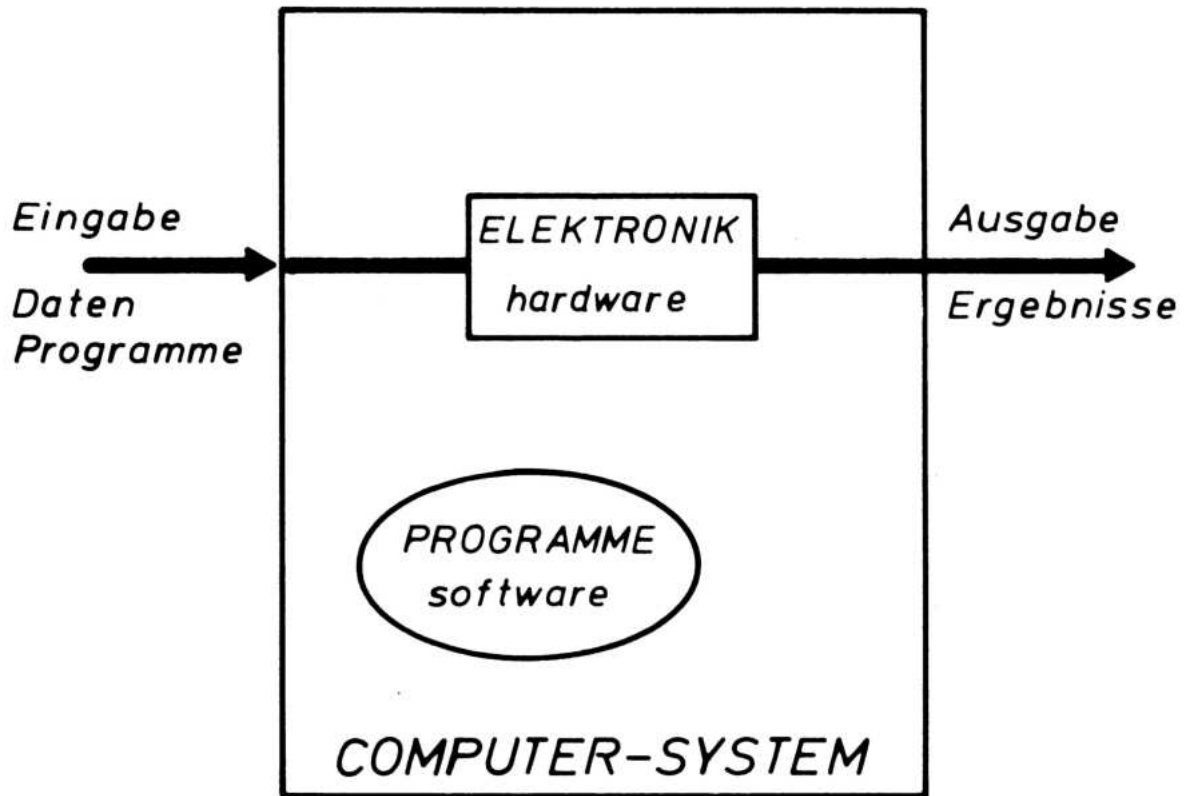 Eingabe
Daten
Programme
ELEKTRONIK
hardware
Ausgabe
Ergebnisse
PROGRAMME
software
COMPUTER-SYSTEM